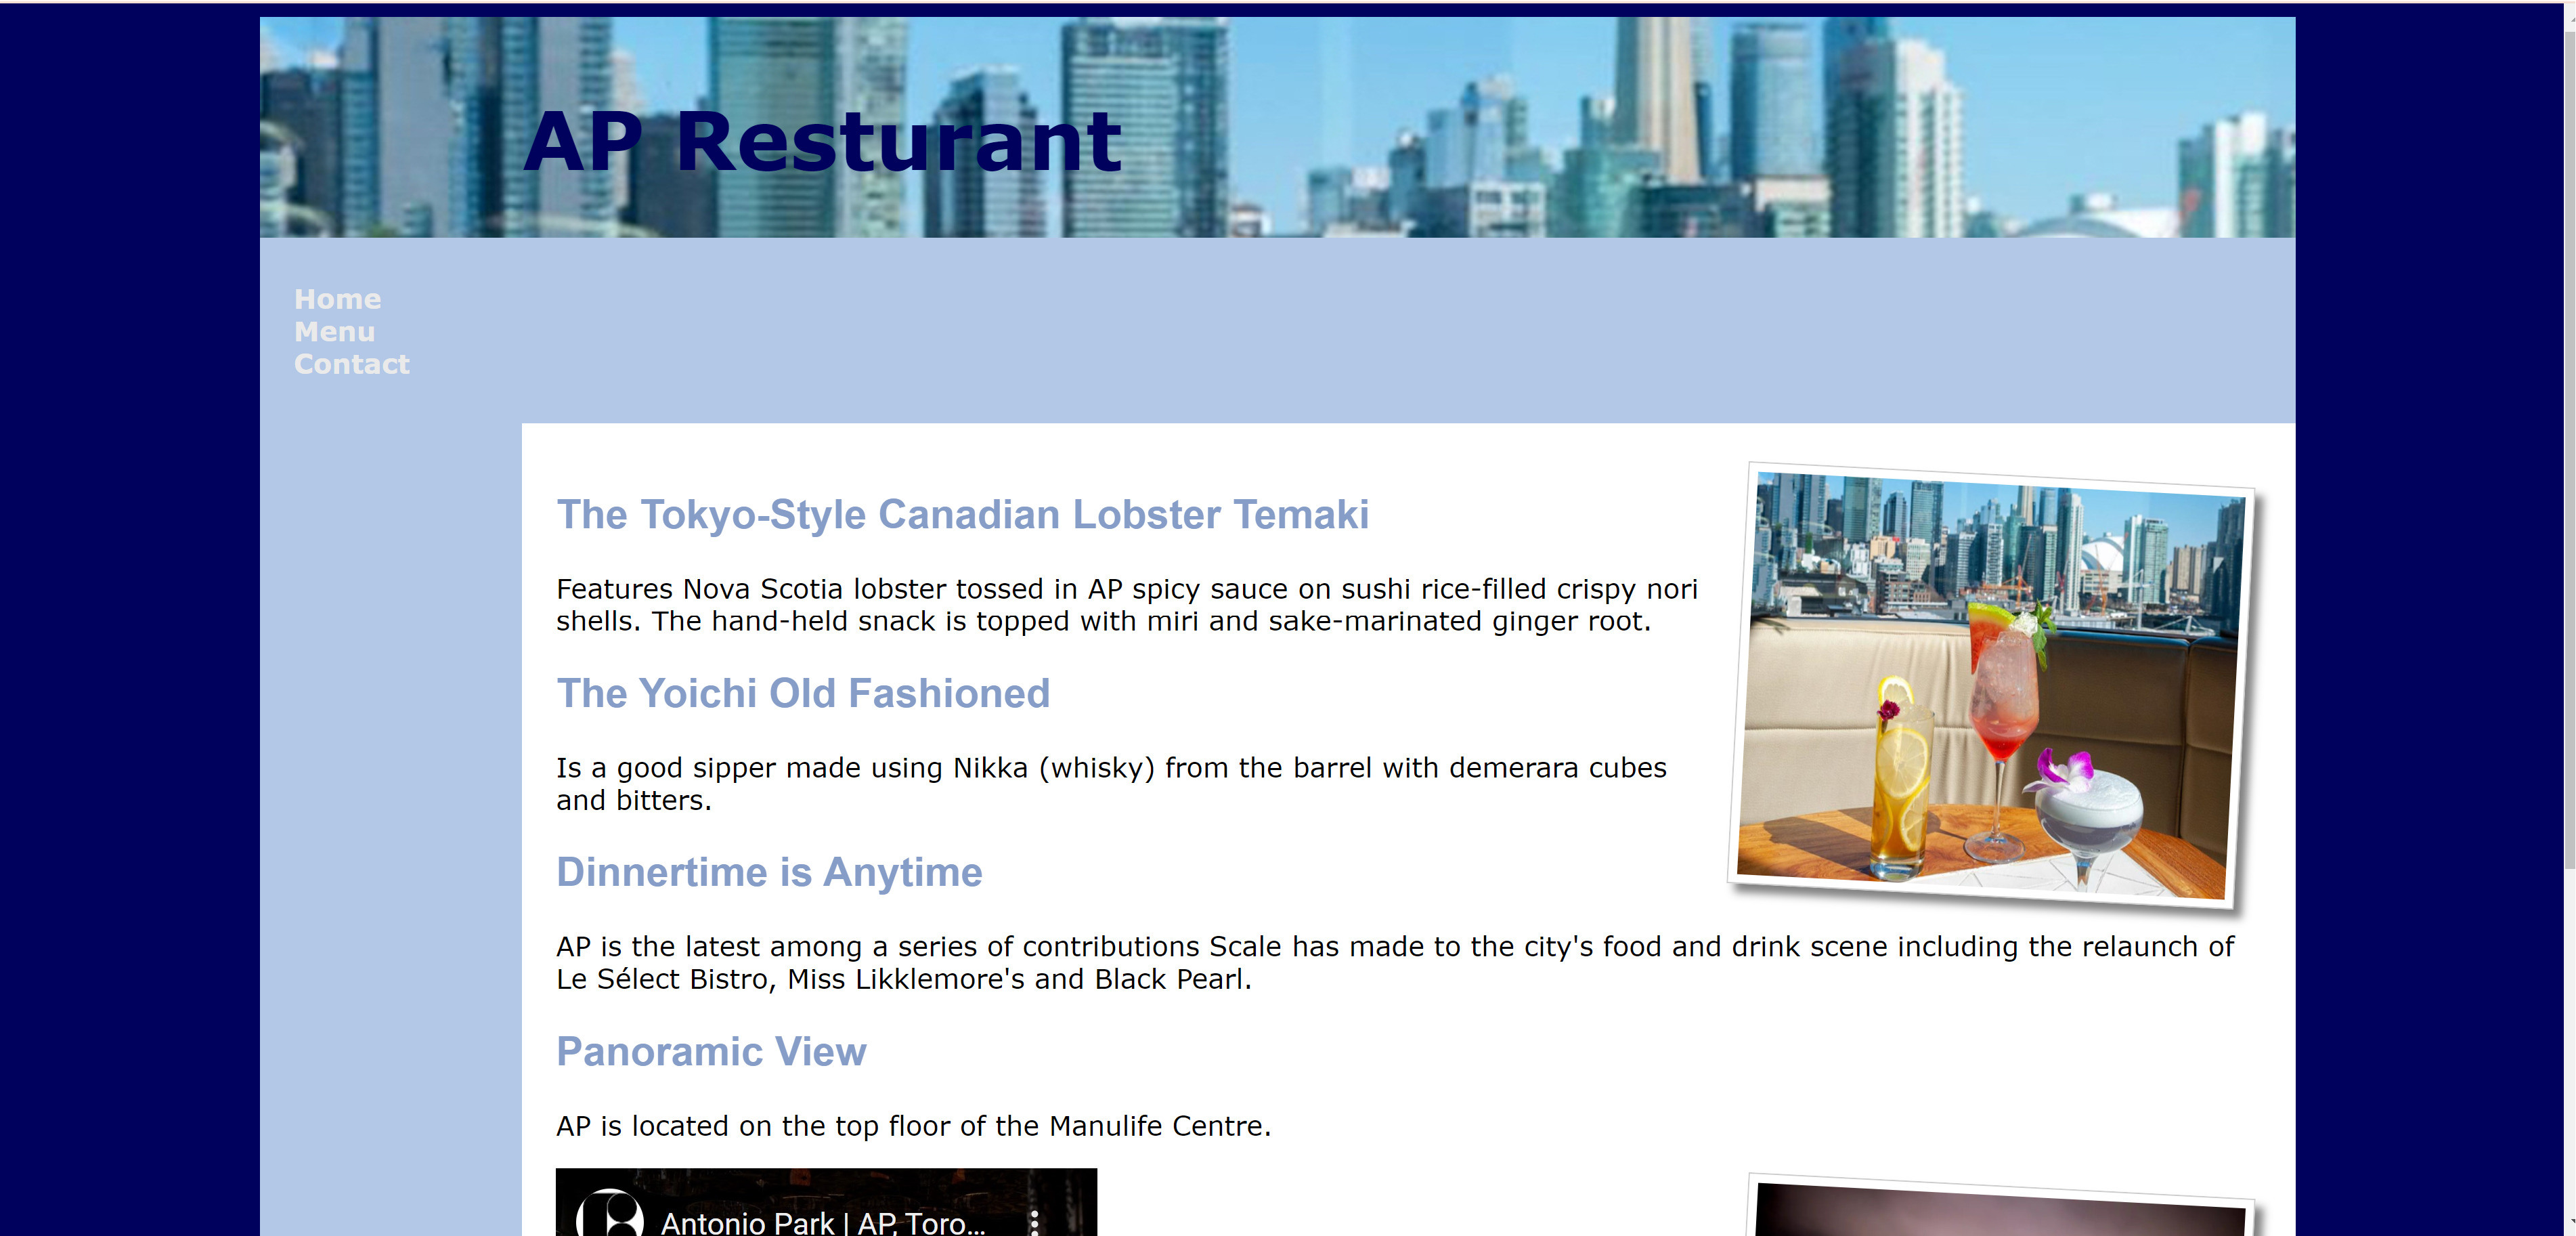 AP Resturant
Home
Menu
Contact
The Tokyo-Style Canadian Lobster Temaki
Features Nova Scotia lobster tossed in AP spicy sauce on sushi rice-filled crispy nori
shells. The hand-held snack is topped with miri and sake-marinated ginger root.
The Yoichi Old Fashioned
Is a good sipper made using Nikka (whisky) from the barrel with demerara cubes
and bitters.
Dinnertime is Anytime
AP is the latest among a series of contributions Scale has made to the city's food and drink scene including the relaunch of
Le Sélect Bistro, Miss Likklemore's and Black Pearl.
Panoramic View
AP is located on the top floor of the Manulife Centre.
Antonio Park | AP, Toro...